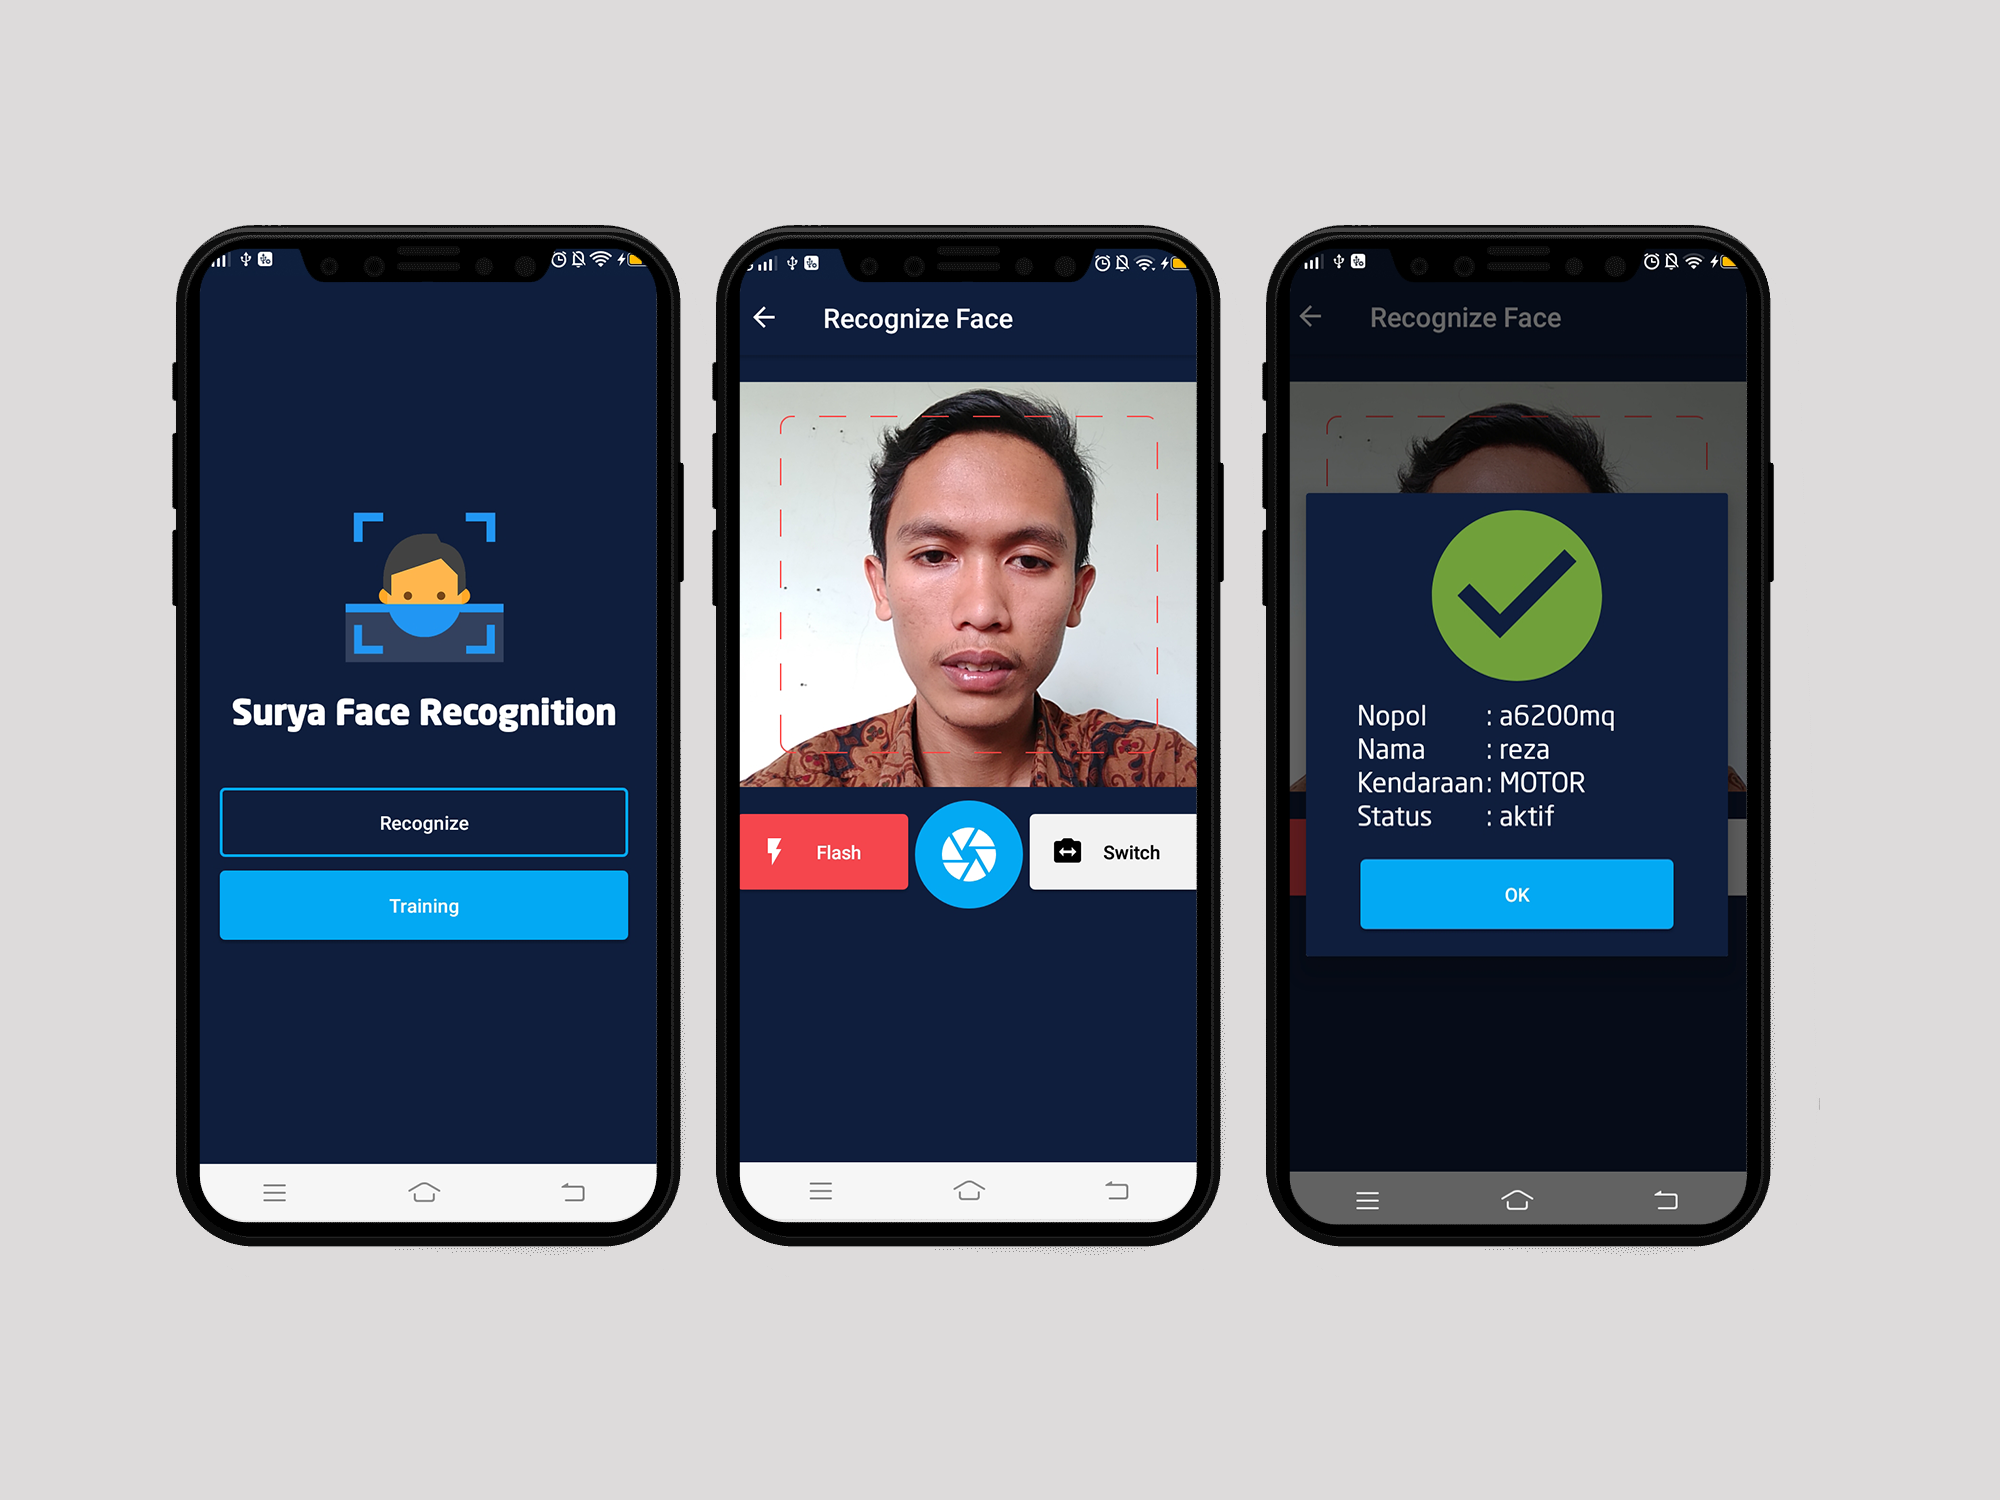 Surya Face Recognition
Recognize
Training
Recognize Face
Flash
Switch
Recognize Face
Nopol : a6200mq
Nama : reza
Kendaraan : MOTOR
Status : aktif
OK